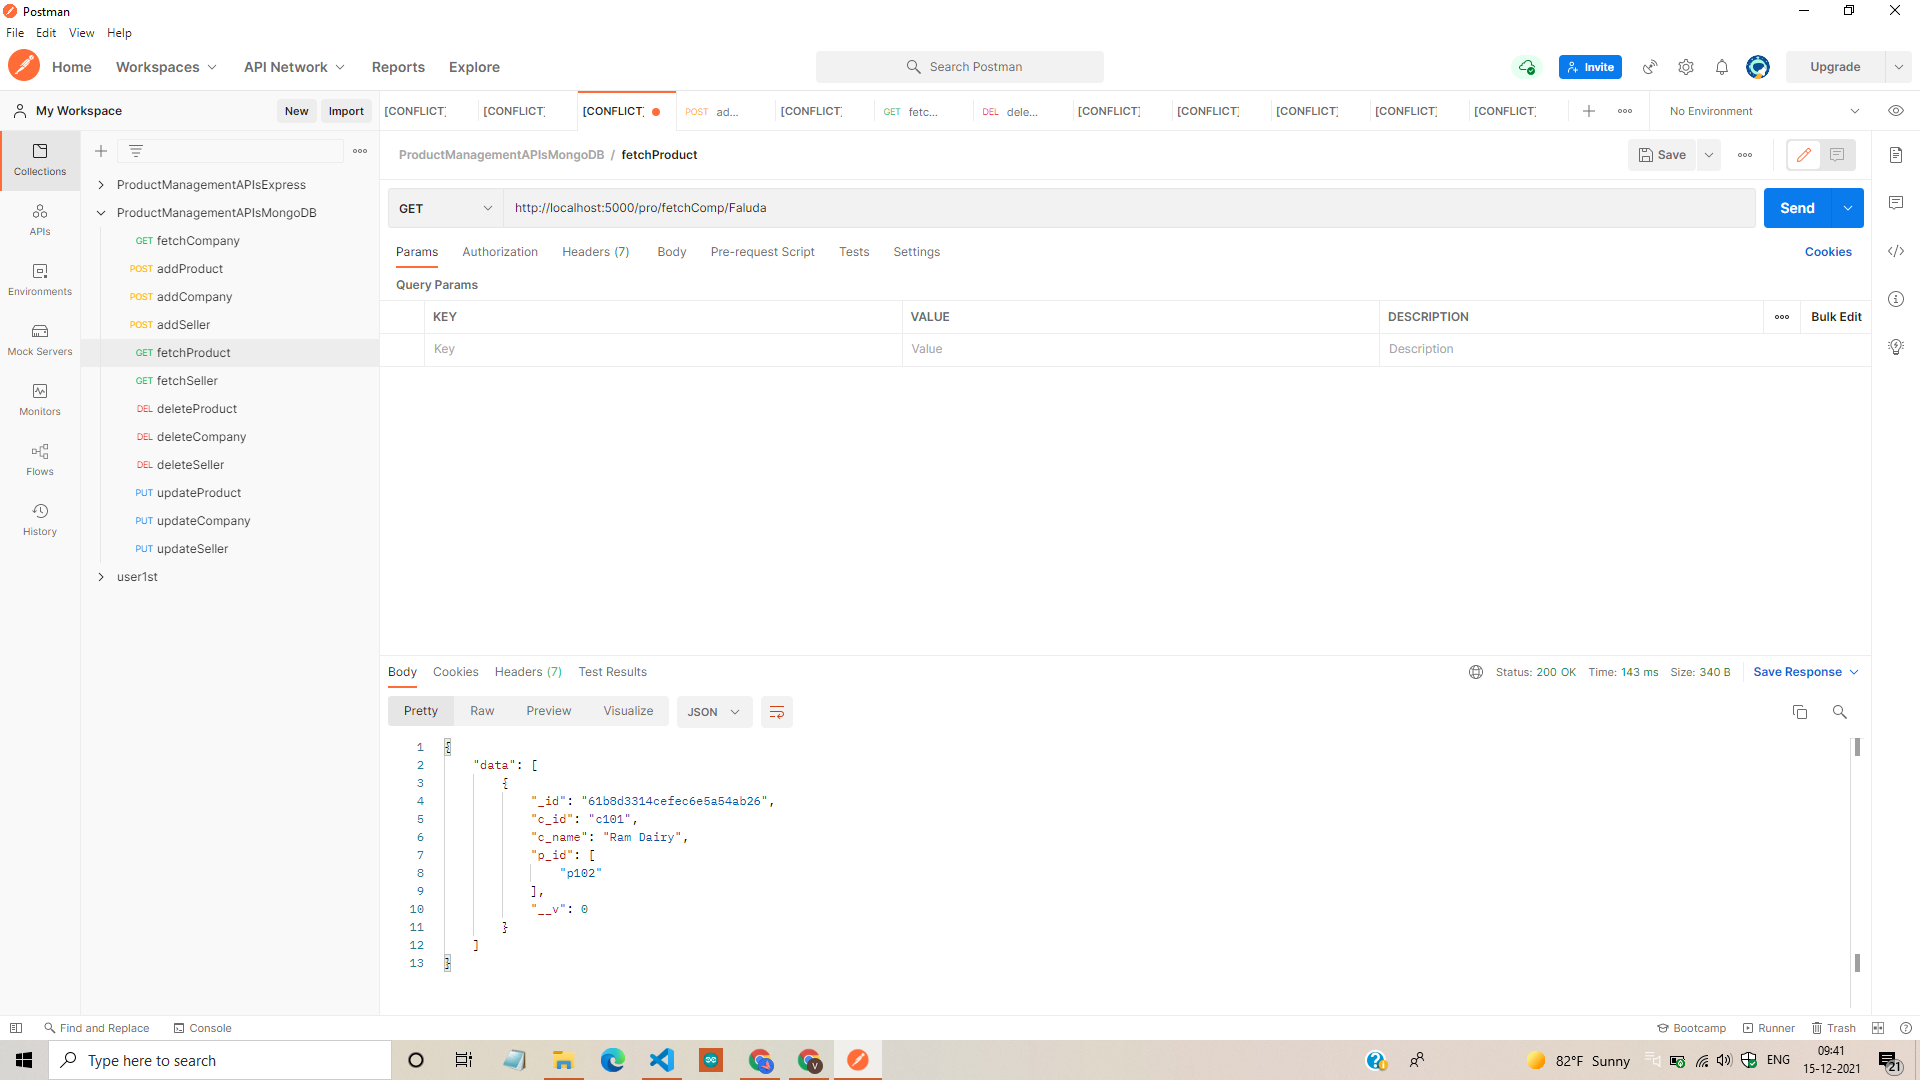 Postman
File Edit View Help
Home Workspaces API Network Reports Explore Search Postman Invite Upgrade
My Workspace New Import [CONFLICT] [CONFLICT] [CONFLICT] POST ad... [CONFLICT] GET fetc... DEL dele... [CONFLICT] [CONFLICT] [CONFLICT] [CONFLICT] [CONFLICT] No Environment
Collections
APIs
Environments
Mock Servers
Monitors
Flows
History
ProductManagementAPIsExpress
ProductManagementAPIsMongoDB
GET fetchCompany
POST addProduct
POST addCompany
POST addSeller
GET fetchProduct
GET fetchSeller
DEL deleteProduct
DEL deleteCompany
DEL deleteSeller
PUT updateProduct
PUT updateCompany
PUT updateSeller
user1st
ProductManagementAPIsMongoDB / fetchProduct Save
GET http://localhost:5000/pro/fetchComp/Faluda Send
Params Authorization Headers (7) Body Pre-request Script Tests Settings Cookies
Query Params
KEY VALUE DESCRIPTION Bulk Edit
Key Value Description
Body Cookies Headers (7) Test Results Status: 200 OK Time: 143 ms Size: 340 B Save Response
Pretty Raw Preview Visualize JSON
1 {
2 "data": [
3 {
4 "_id": "61b8d3314cefec6e5a54ab26",
5 "c_id": "c101",
6 "c_name": "Ram Dairy",
7 "p_id": [
8 "p102"
9 ],
10 "__v": 0
11 }
12 ]
13 }
Find and Replace Console Bootcamp Runner Trash
Type here to search 82°F Sunny ENG 09:41
15-12-2021 21